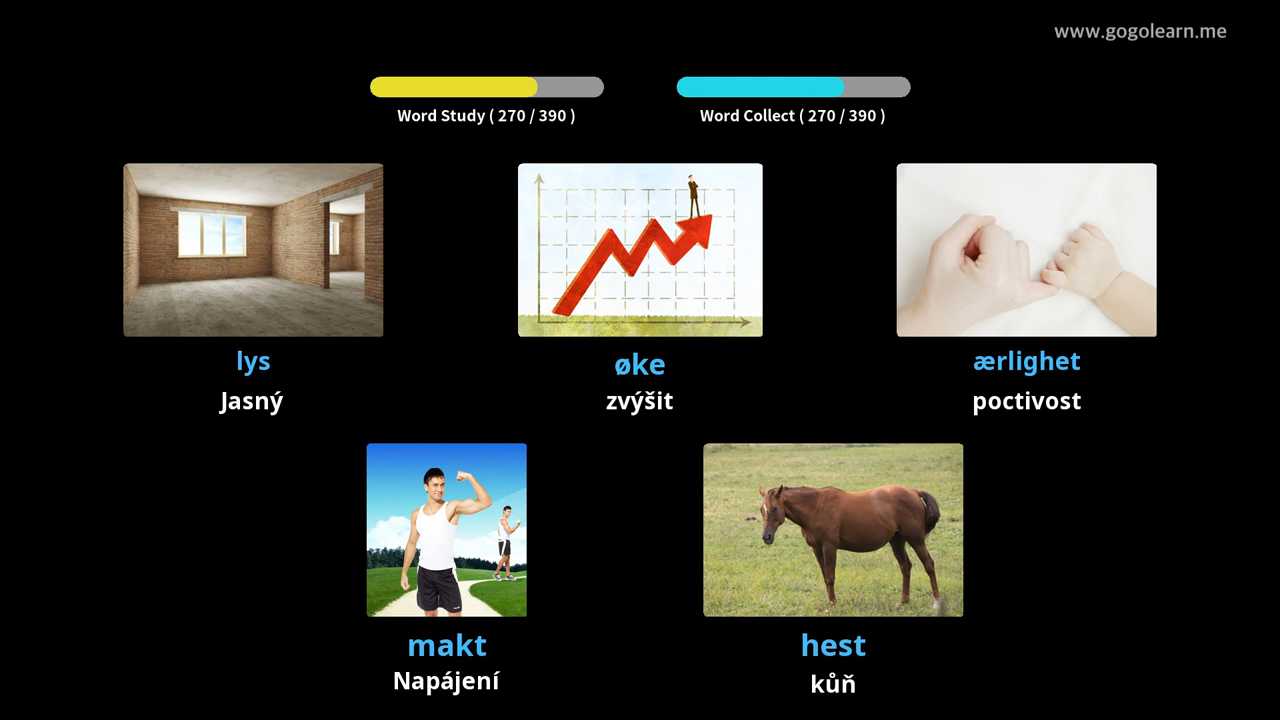 www.gogolearn.me
Word Study ( 270 / 390 )
Word Collect ( 270 / 390 )
lys
Jasný
øke
zvýšit
ærlighet
poctivost
makt
Napájení
hest
kůň